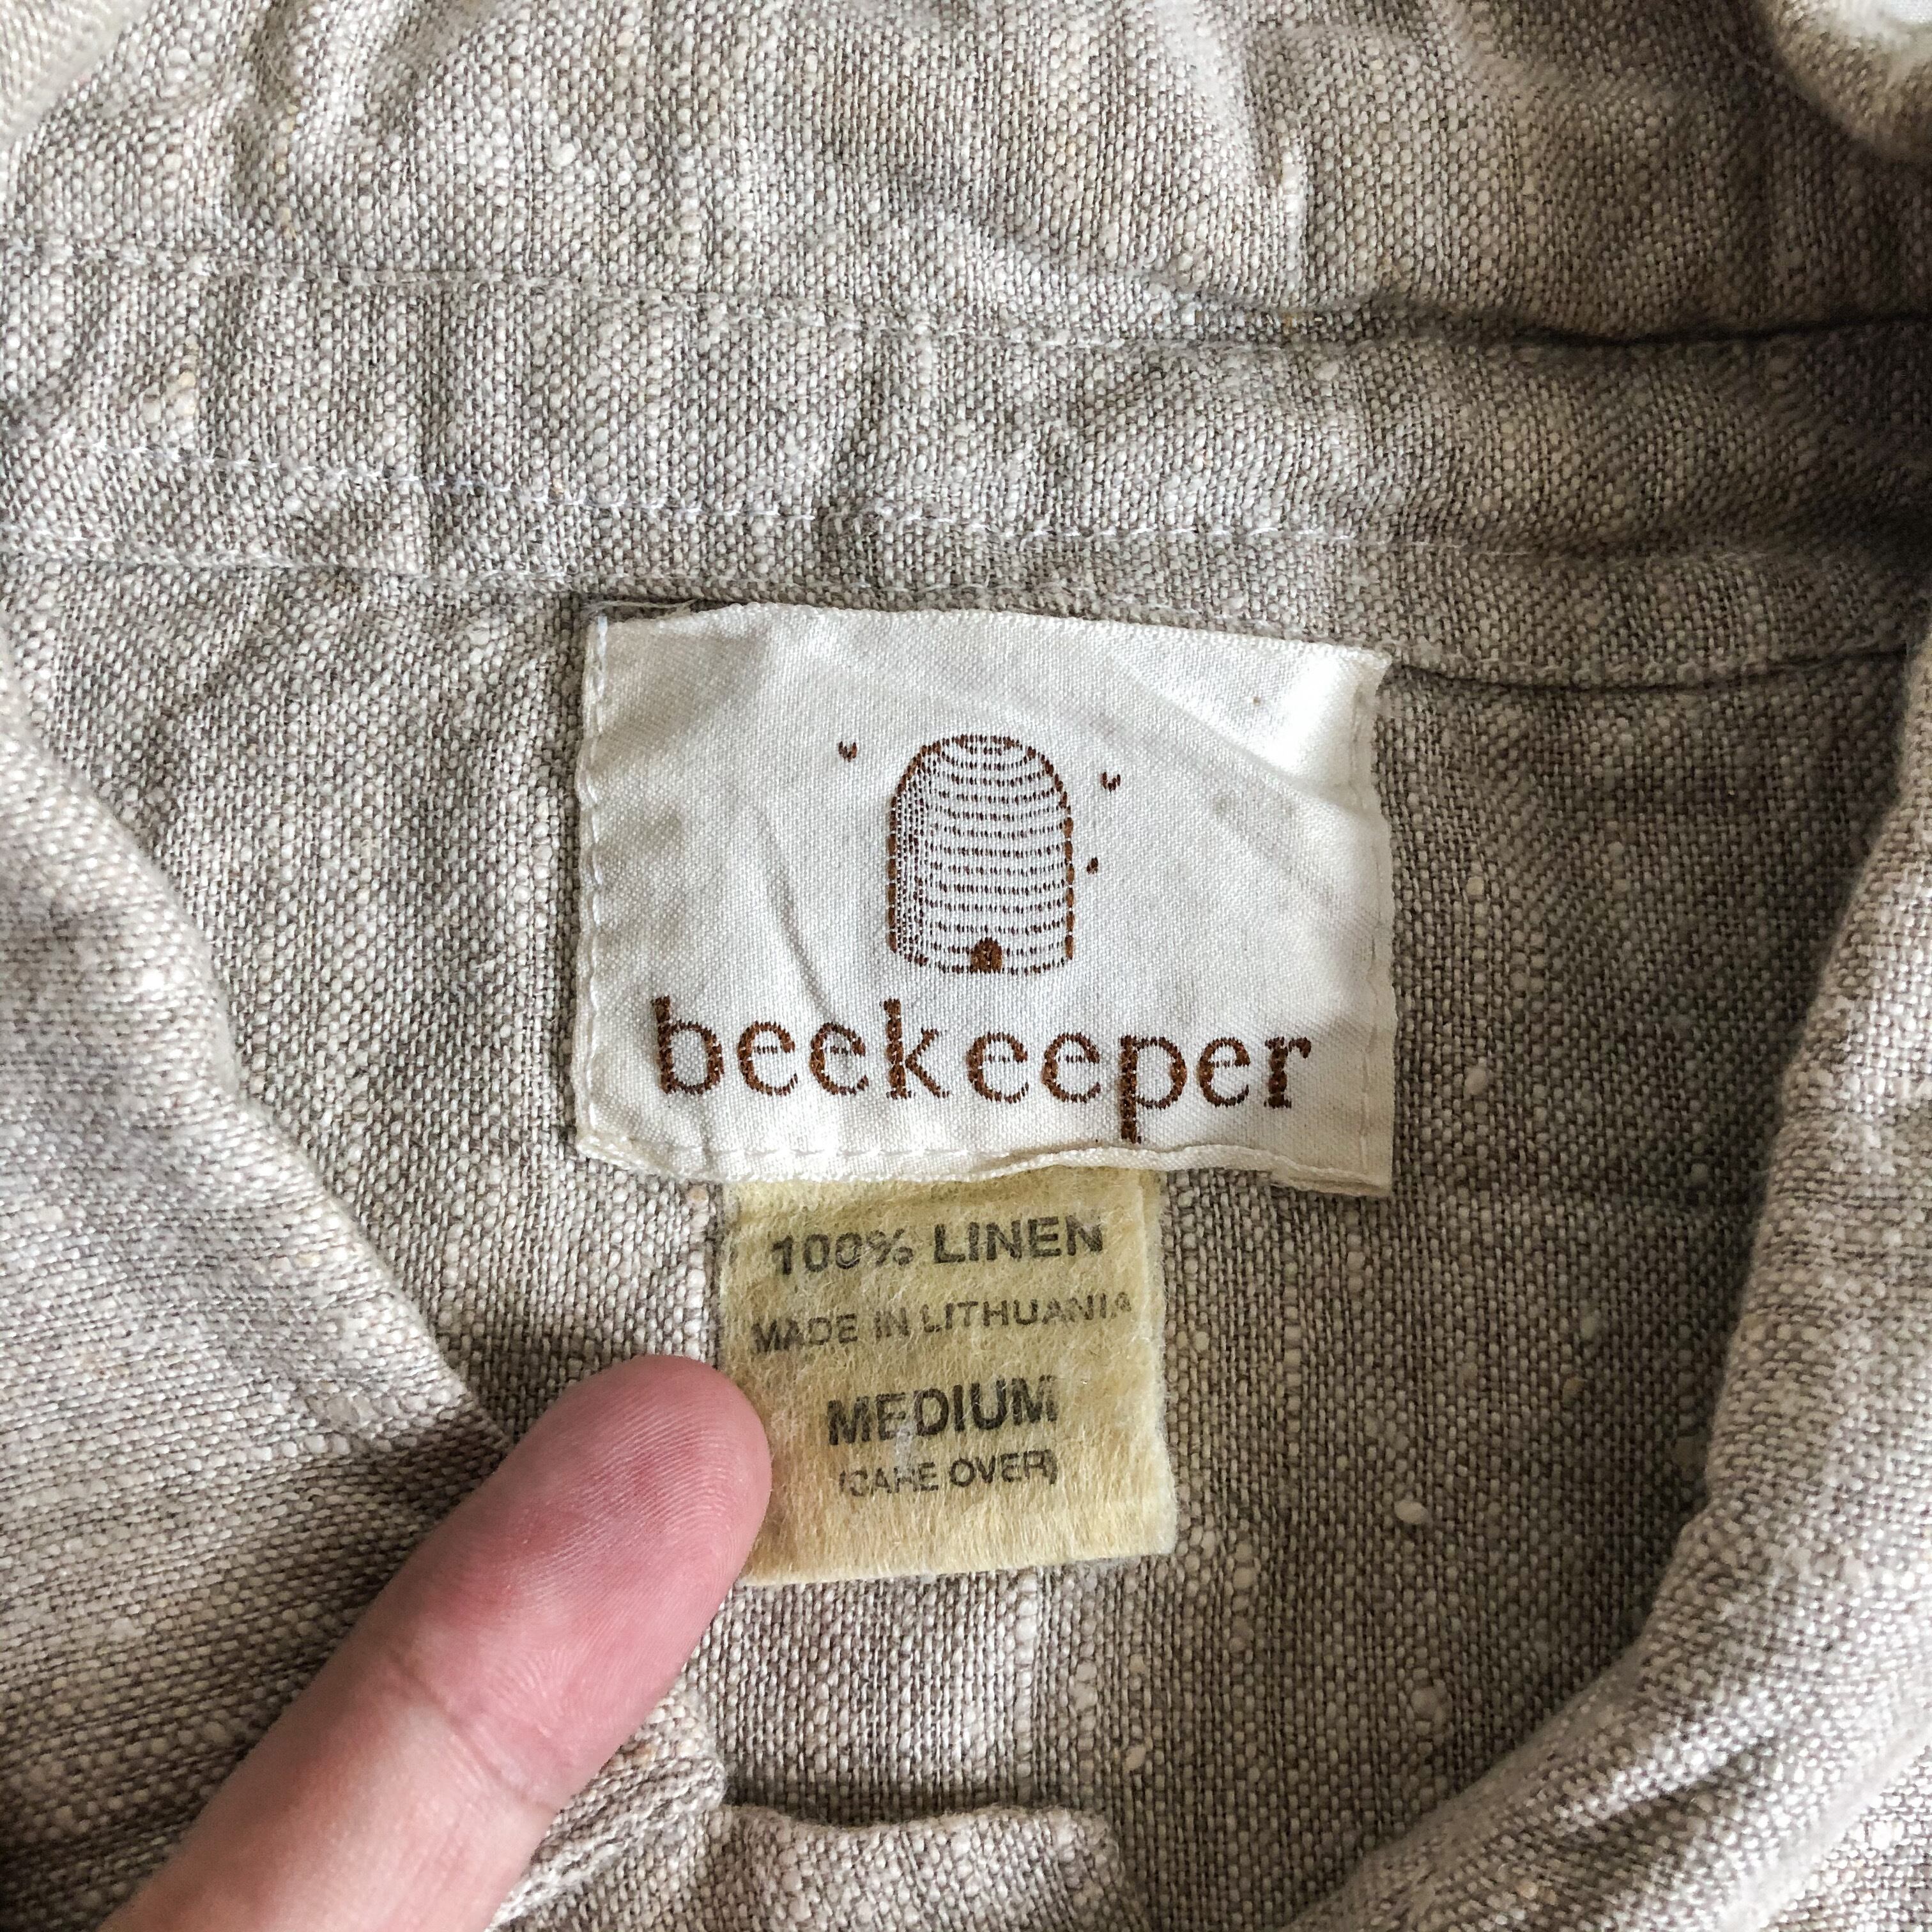 beekeeper
100% LINEN
MADE IN LITHUANIA
MEDIUM
(CARE OVER)